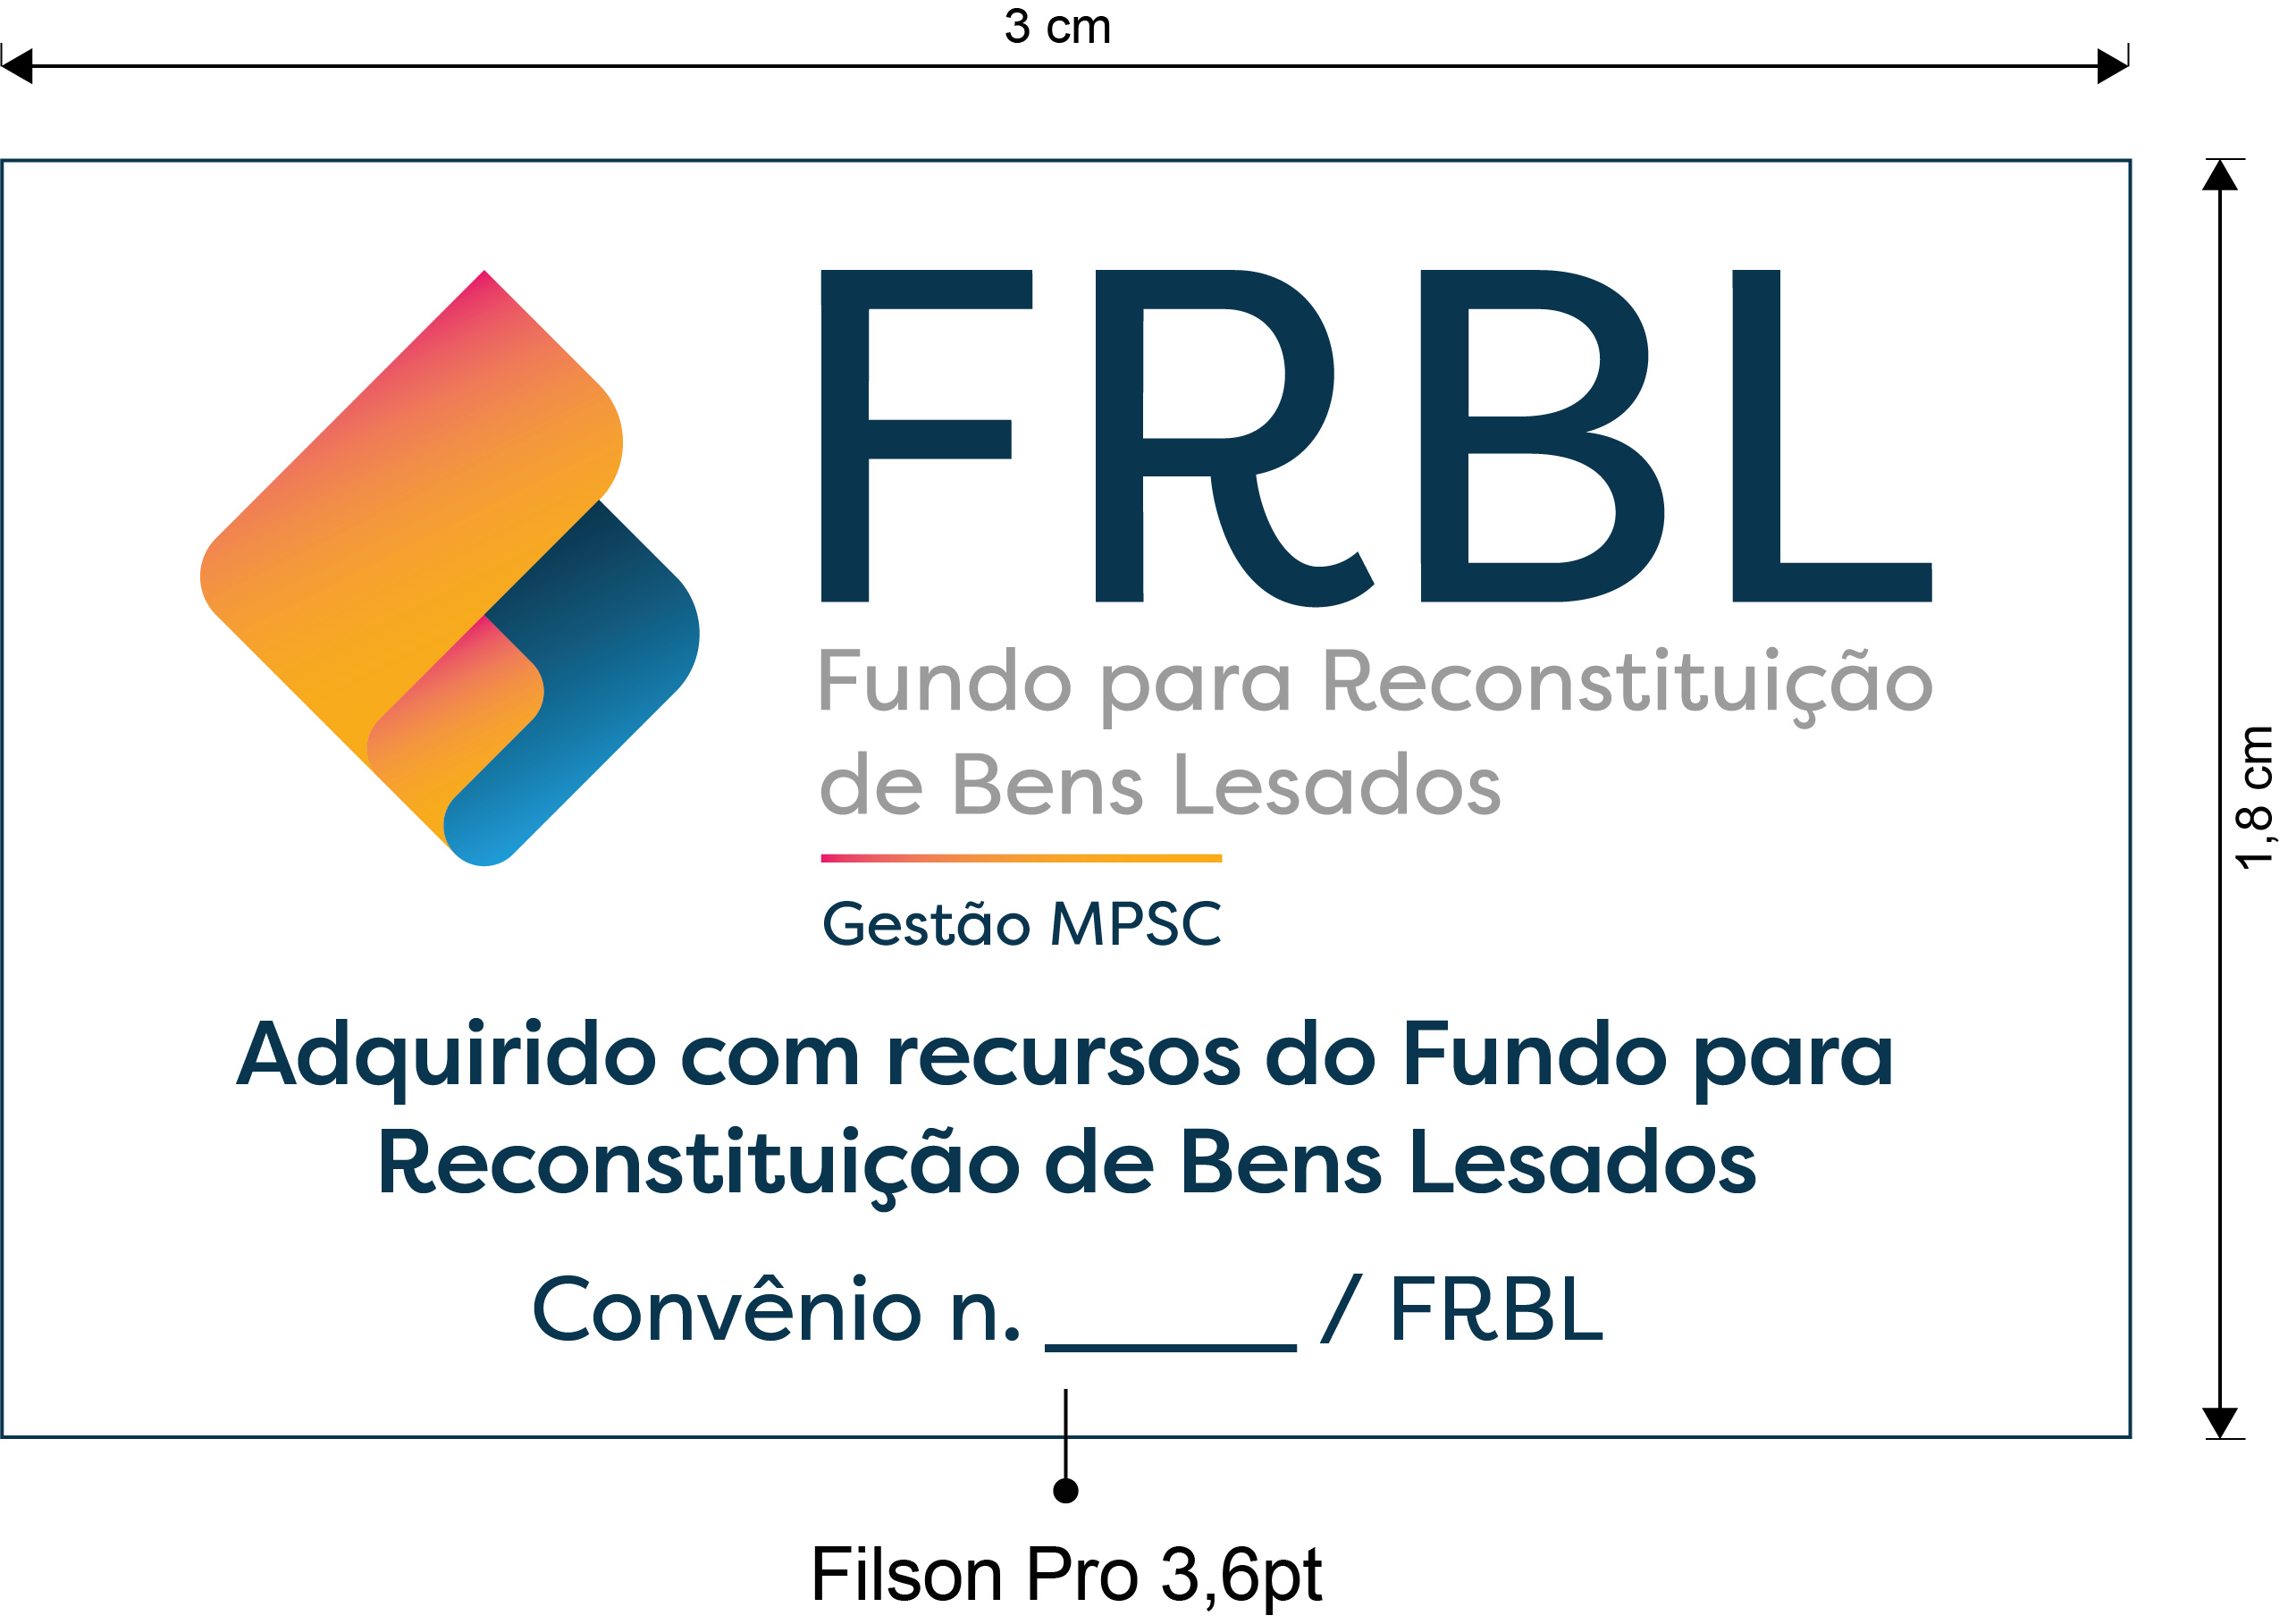 3 cm
FRBL
Fundo para Reconstituição
de Bens Lesados
Gestão MPSC
1,8 cm
Adquirido com recursos do Fundo para
Reconstituição de Bens Lesados
Convênio n. ______ / FRBL
Filson Pro 3,6pt